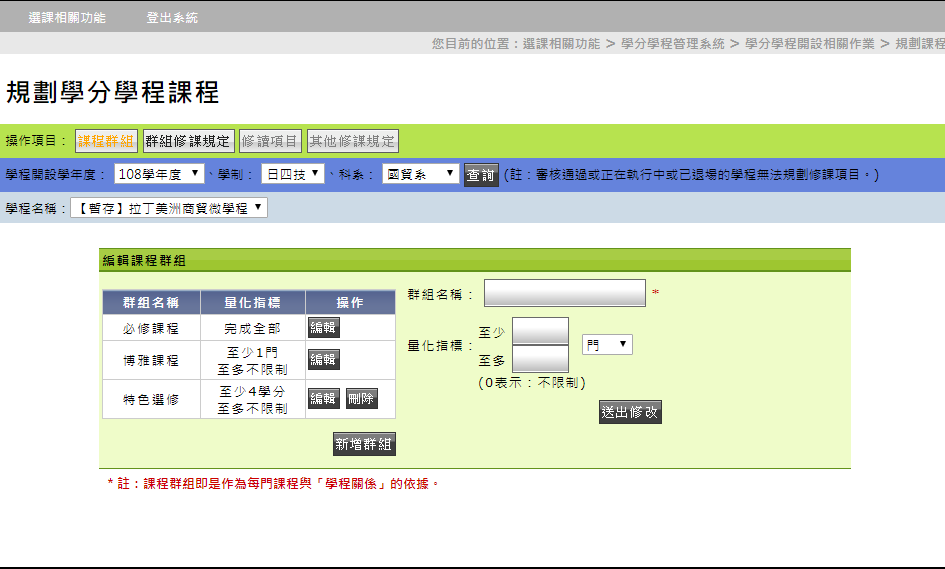 選課相關功能 登出系統
您目前的位置：選課相關功能 > 學分學程管理系統 > 學分學程開設相關作業 > 規劃課程
規劃學分學程課程
操作項目： 課程群組 群組修課規定 修讀項目 其他修課規定
學程開設學年度： 108學年度 、學制： 日四技 、科系： 國貿系 查詢 (註：審核通過或正在執行中或已退場的學程無法規劃修課項目。)
學程名稱： 【暫存】拉丁美洲商貿微學程
編輯課程群組
群組名稱 量化指標 操作
必修課程 完成全部 編輯
博雅課程 至少1門 至多不限制 編輯
特色選修 至少4學分 至多不限制 編輯 刪除
新增群組
群組名稱： *
量化指標： 至少 至多 門
(0表示：不限制)
送出修改
* 註：課程群組即是作為每門課程與「學程關係」的依據。